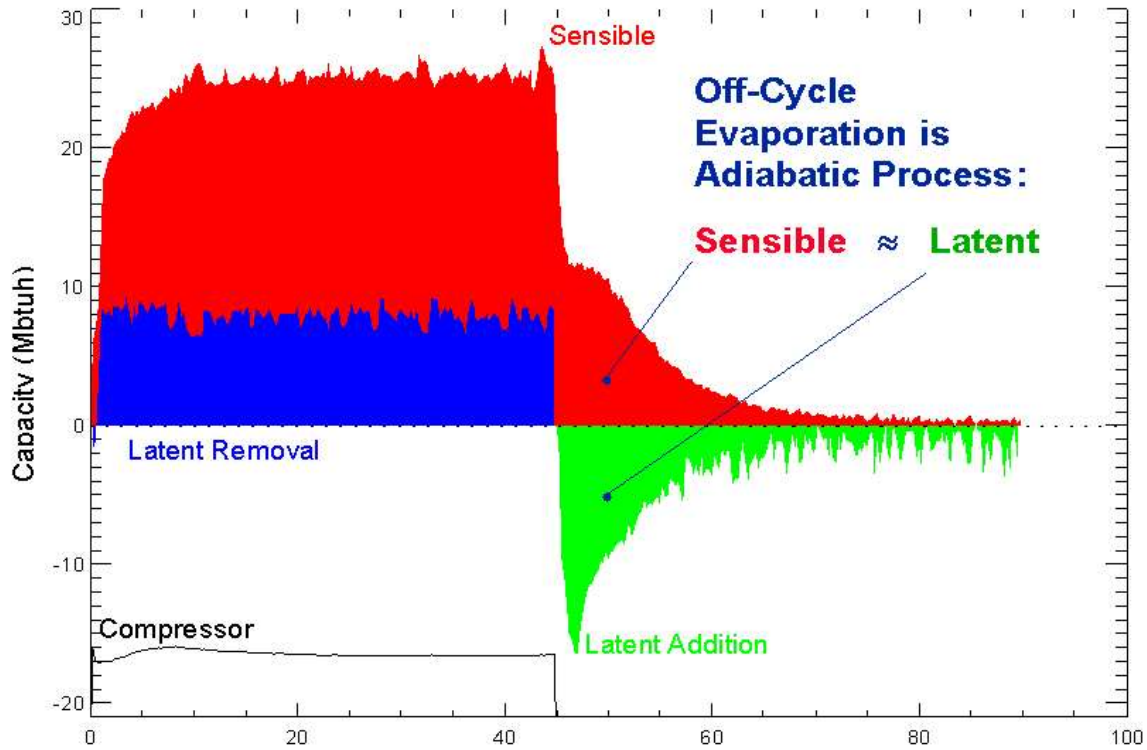 30
Sensible
Off-Cycle
Evaporation is
Adiabatic Process:
20
Sensible ≈ Latent
10
Capacity (Mbtuh)
0
Latent Removal
-10
Compressor
Latent Addition
-20
0 20 40 60 80 100